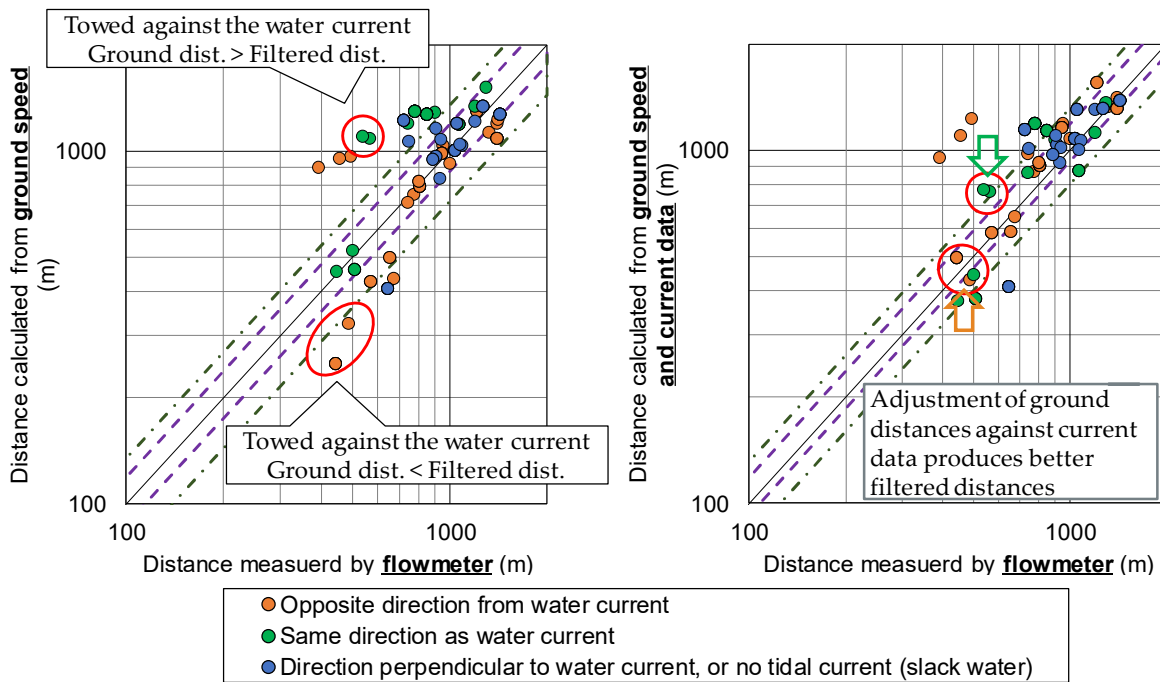 Towed against the water current
Ground dist. > Filtered dist.
Distance calculated from ground speed
(m)
1000
100
100
1000
Towed against the water current
Ground dist. < Filtered dist.
Distance measuerd by flowmeter (m)
Distance calculated from ground speed
and current data (m)
1000
100
100
1000
Adjustment of ground
distances against current
data produces better
filtered distances
Distance measuerd by flowmeter (m)
Opposite direction from water current
Same direction as water current
Direction perpendicular to water current, or no tidal current (slack water)